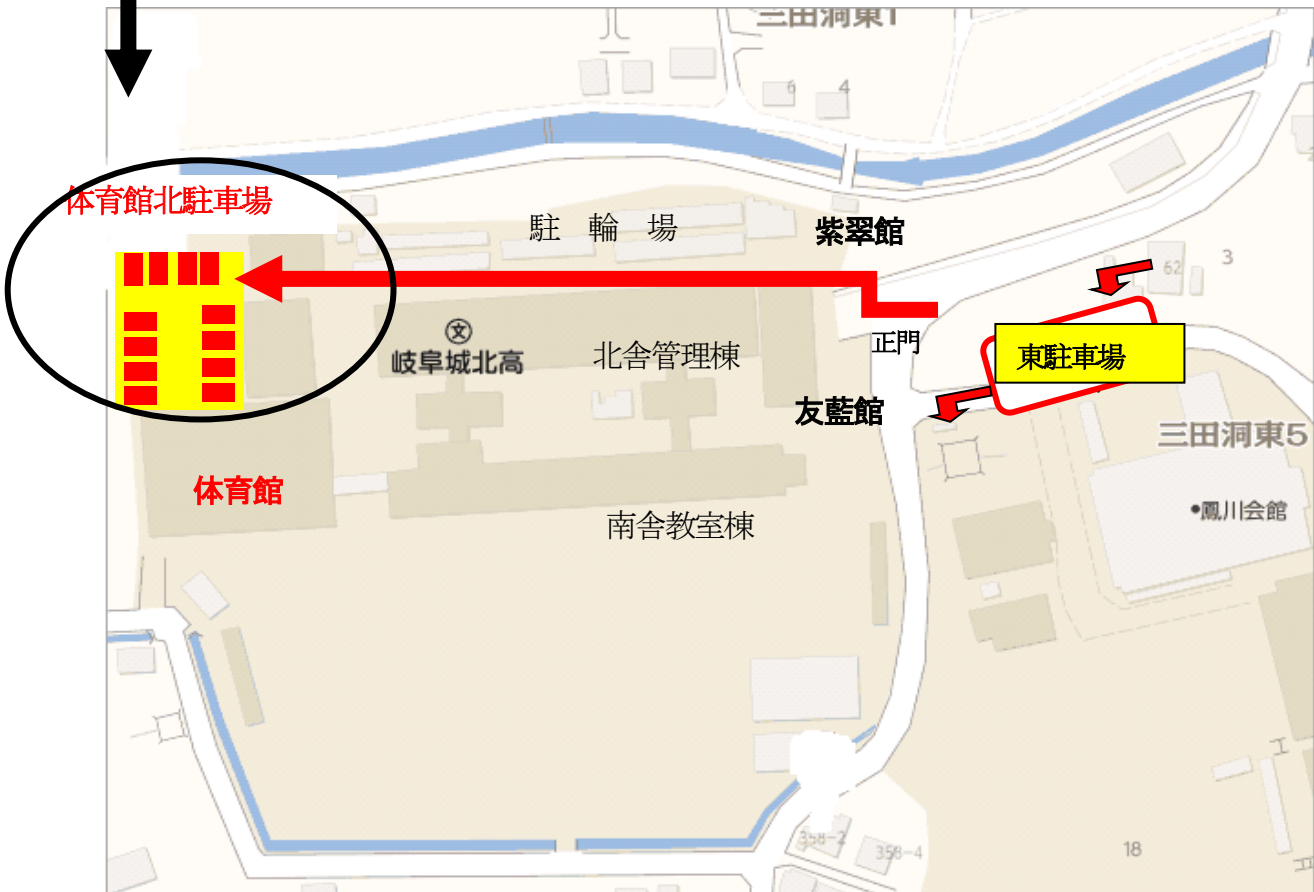 三田洞東1
6
4
体育館北駐車場
駐 輪 場
紫翠館
3
62
正門
文
岐阜城北高
北舎管理棟
東駐車場
友藍館
三田洞東5
体育館
鳳川会館
南舎教室棟
358-2
358-4
18